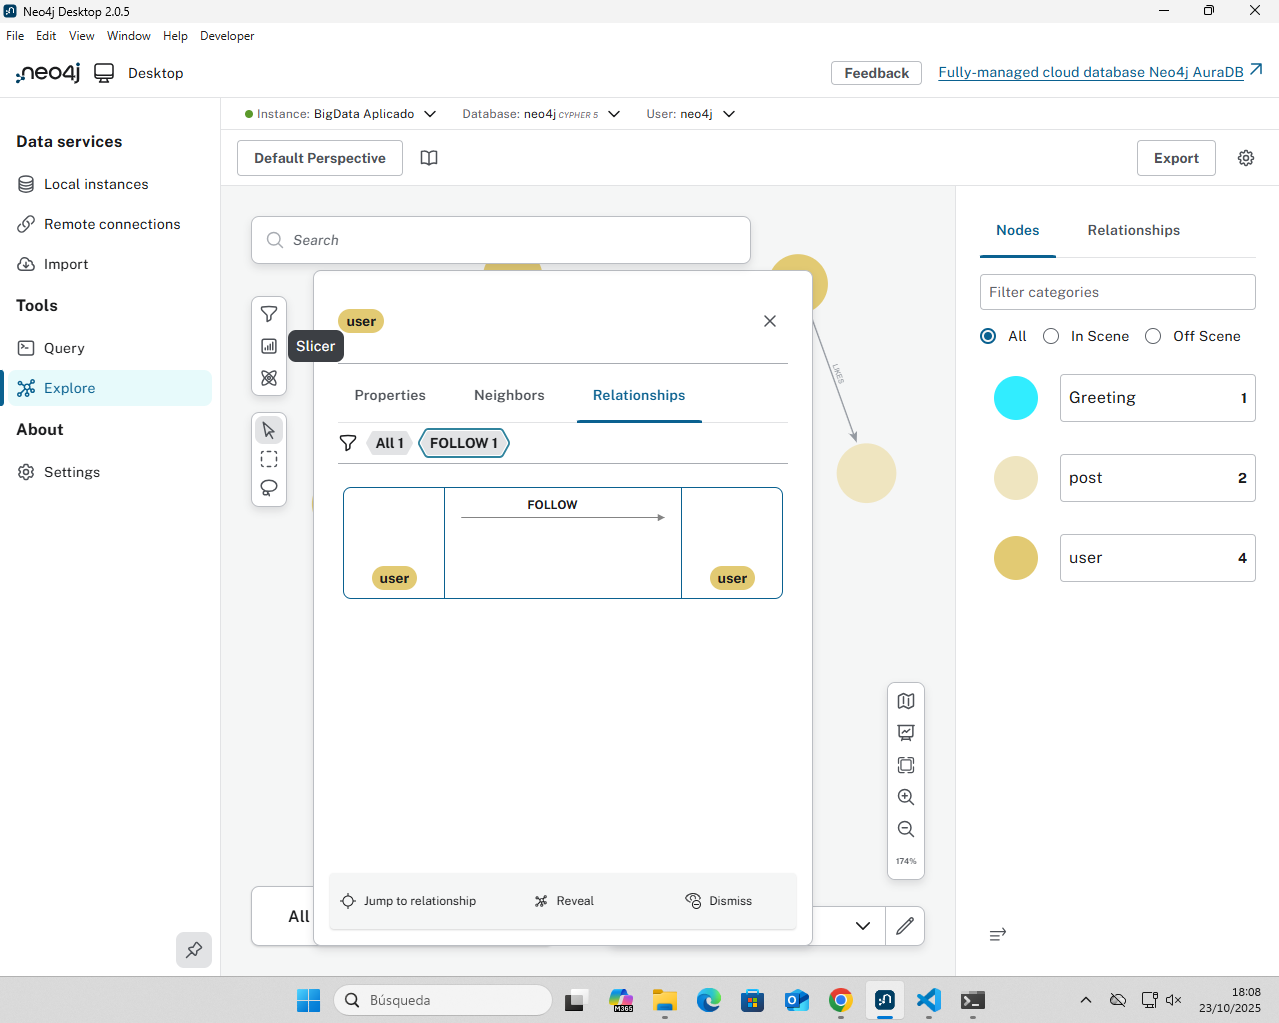 Neo4j Desktop 2.0.5
File Edit View Window Help Developer
neo4j Desktop
Feedback
Fully-managed cloud database Neo4j AuraDB
Instance: BigData Aplicado
Database: neo4j CYPHER 5
User: neo4j
Data services
Local instances
Remote connections
Import
Tools
Query
Explore
About
Settings
Default Perspective
Export
Search
Slicer
user
Properties
Neighbors
Relationships
All 1
FOLLOW 1
FOLLOW
user
user
Jump to relationship
Reveal
Dismiss
LIKES
All
174%
Nodes
Relationships
Filter categories
All
In Scene
Off Scene
Greeting 1
post 2
user 4
Búsqueda
M365
18:08
23/10/2025